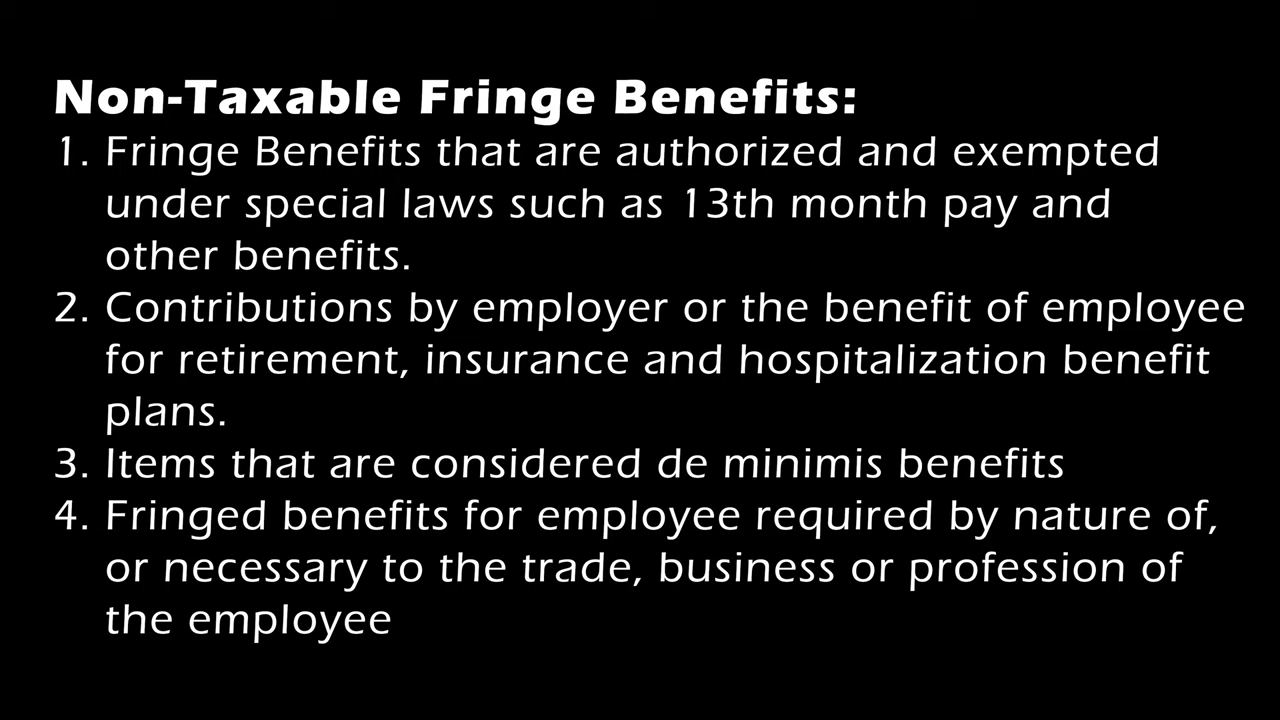 Non-Taxable Fringe Benefits:
1. Fringe Benefits that are authorized and exempted
under special laws such as 13th month pay and
other benefits.
2. Contributions by employer or the benefit of employee
for retirement, insurance and hospitalization benefit
plans.
3. Items that are considered de minimis benefits
4. Fringed benefits for employee required by nature of,
or necessary to the trade, business or profession of
the employee